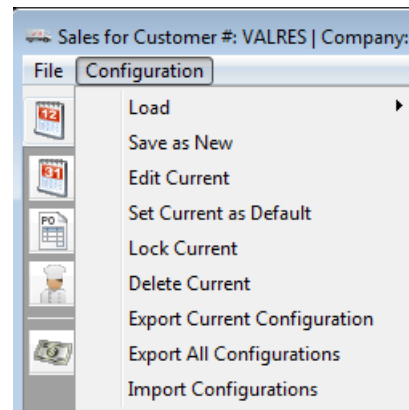 Sales for Customer #: VALRES | Company:
File Configuration
12
Load
Save as New
31
Edit Current
PO
Set Current as Default
Lock Current
Delete Current
Export Current Configuration
Export All Configurations
Import Configurations